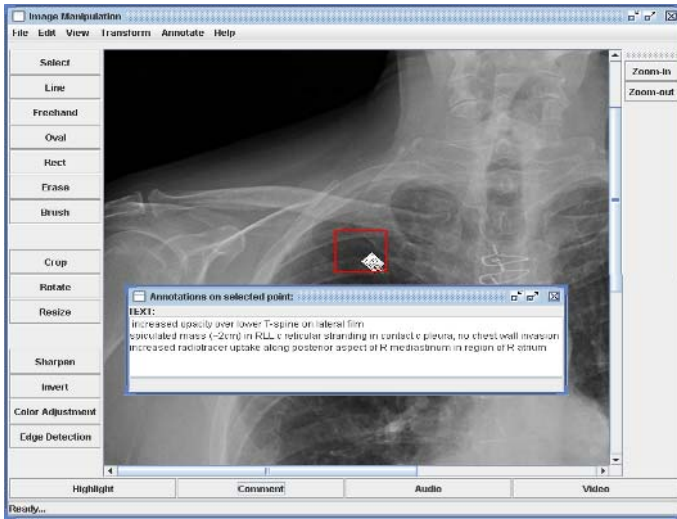 Image Manipulation
File Edit View Transform Annotate Help
Select
Line
Freehand
Oval
Rect
Erase
Brush
Crop
Rotate
Resize
Sharpen
Invert
Color Adjustment
Edge Detection
Zoom-in
Zoom-out
Annotations on selected point:
TEXT:
increased opacity over lower T-spine on lateral film
spiculated mass (~2cm) in RLL c reticular stranding in contact c pleura, no chest wall invasion
increased radiotracer uptake along posterior aspect of R mediastinum in region of R atrium
Highlight Comment Audio Video
Ready...